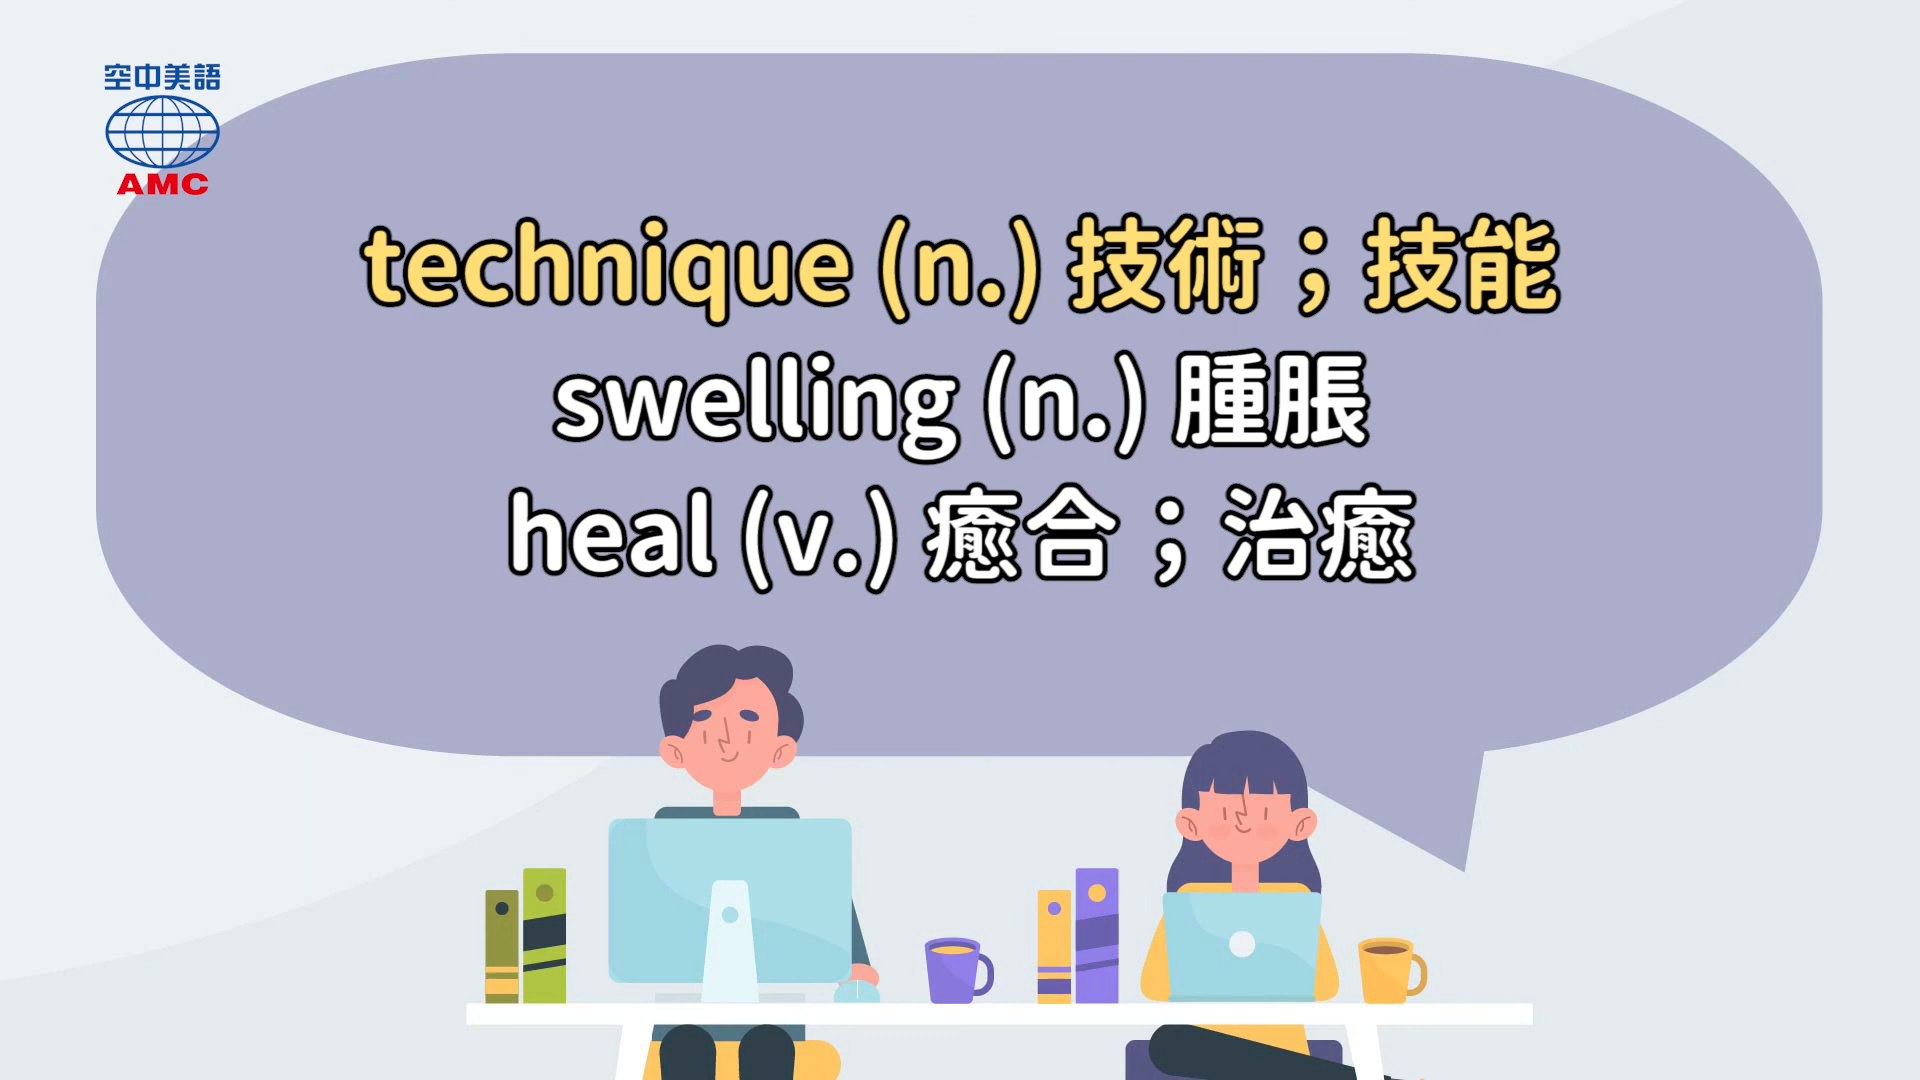 空中美語
AMC
technique (n.) 技術；技能
swelling (n.) 腫脹
heal (v.) 癒合；治癒